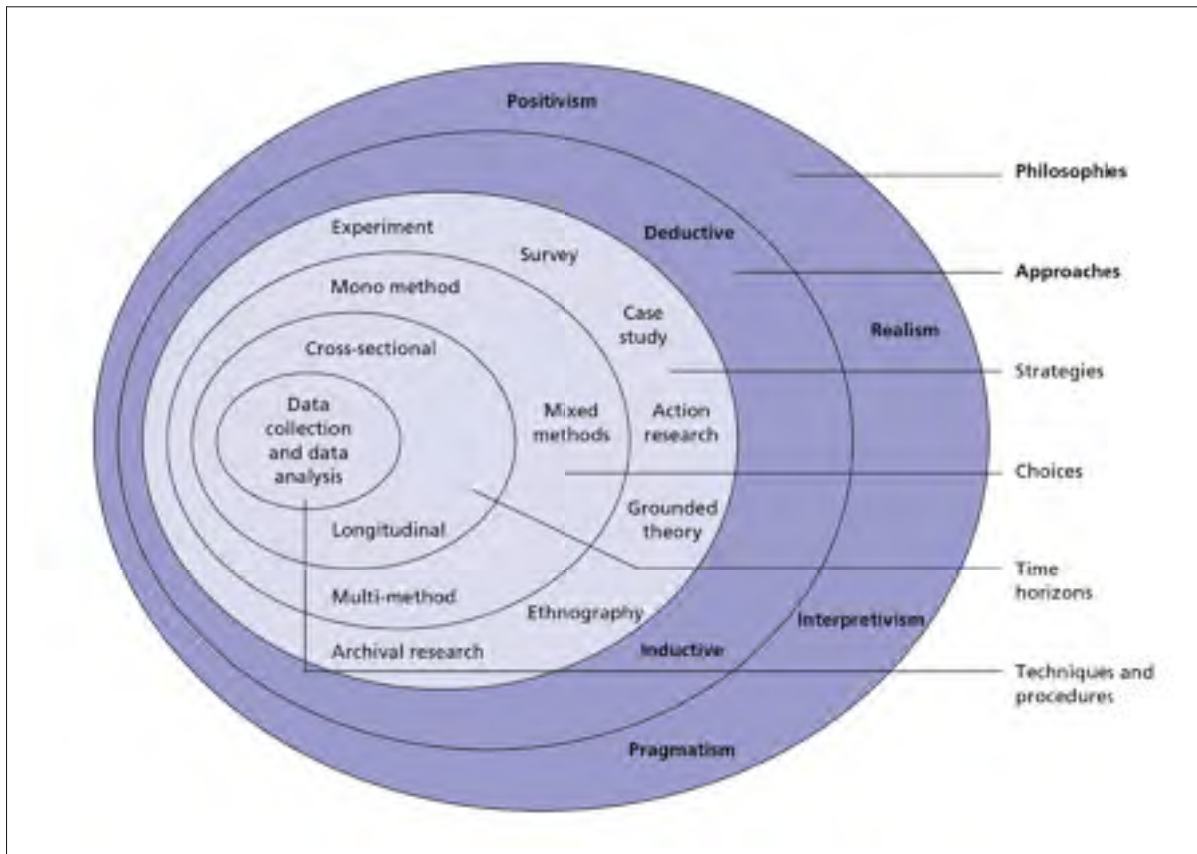 Positivism
Philosophies
Experiment
Deductive
Survey
Approaches
Mono method
Case
study
Realism
Cross-sectional
Strategies
Data
collection
and data
analysis
Mixed
methods
Action
research
Choices
Grounded
theory
Longitudinal
Time
horizons
Multi-method
Ethnography
Interpretivism
Archival research
Inductive
Techniques and
procedures
Pragmatism